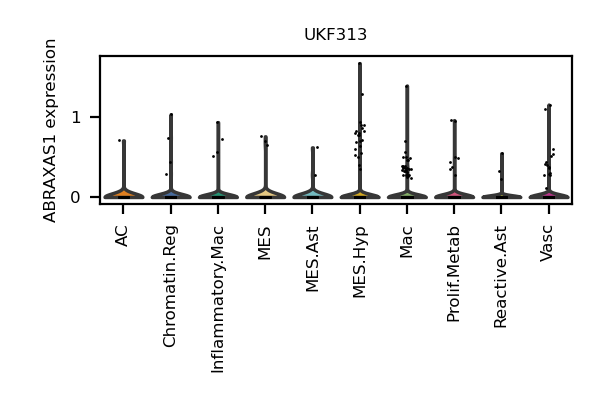 UKF313
ABRAXAS1 expression
1
0
AC
Chromatin.Reg
Inflammatory.Mac
MES
MES.Ast
MES.Hyp
Mac
Prolif.Metab
Reactive.Ast
Vasc